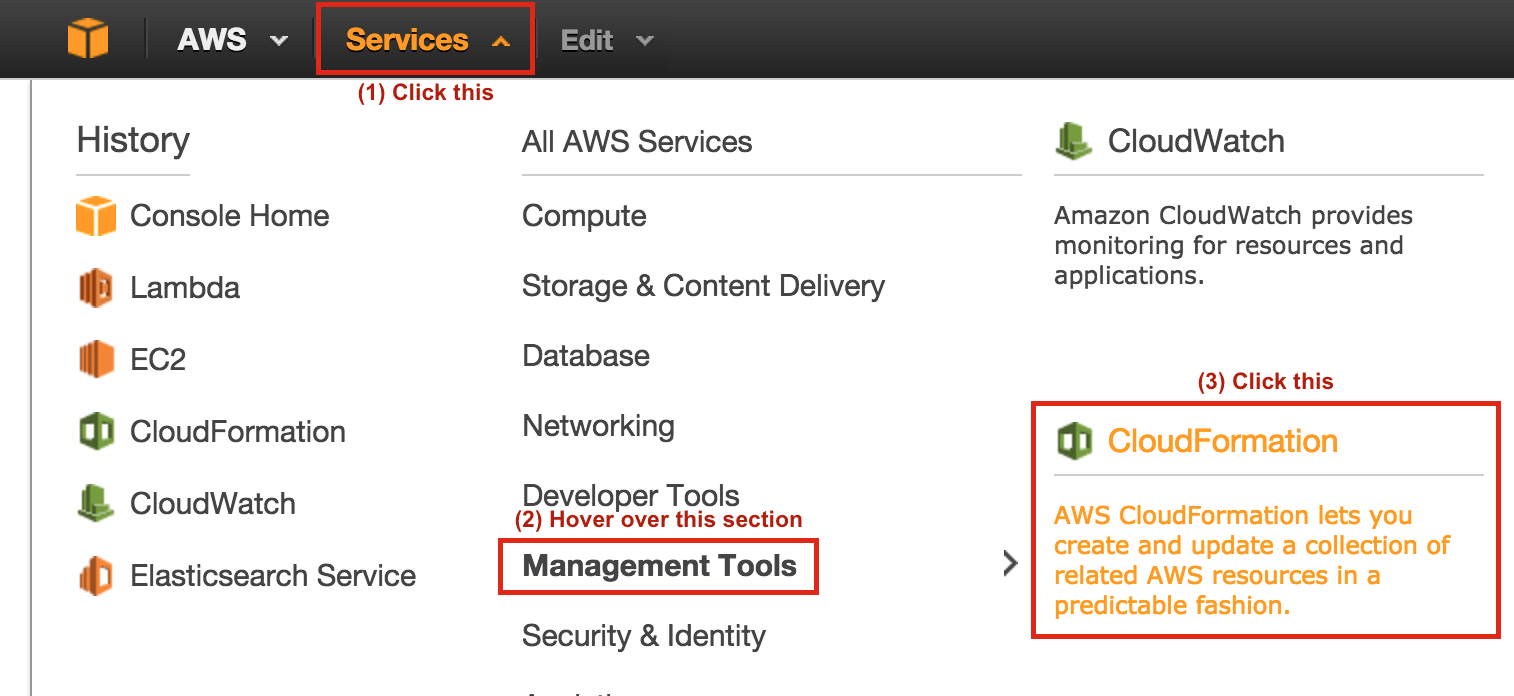 AWS Services Edit
(1) Click this
History
Console Home
Lambda
EC2
CloudFormation
CloudWatch
Elasticsearch Service
All AWS Services
Compute
Storage & Content Delivery
Database
Networking
Developer Tools
(2) Hover over this section
Management Tools
Security & Identity
CloudWatch
Amazon CloudWatch provides
monitoring for resources and
applications.
(3) Click this
CloudFormation
AWS CloudFormation lets you
create and update a collection of
related AWS resources in a
predictable fashion.